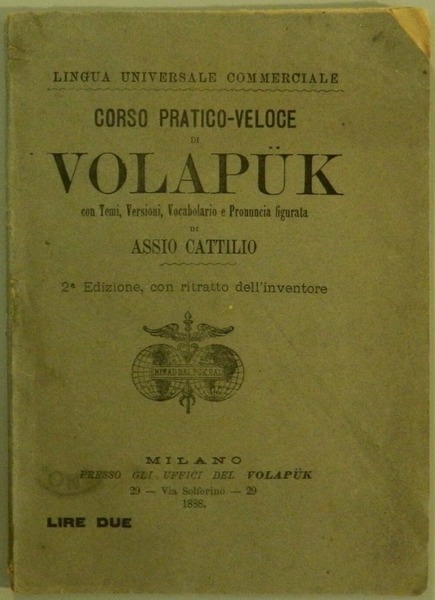 LINGUA UNIVERSALE COMMERCIALE
CORSO PRATICO-VELOCE
DI
VOLAPÜK
con Temi, Versioni, Vocabolario e Pronuncia figurata
DI
ASSIO CATTILIO
2ª Edizione, con ritratto dell'inventore
MILANO
PRESSO GLI UFFICI DEL VOLAPÜK
29 — Via Solferino — 29
1888.
LIRE DUE